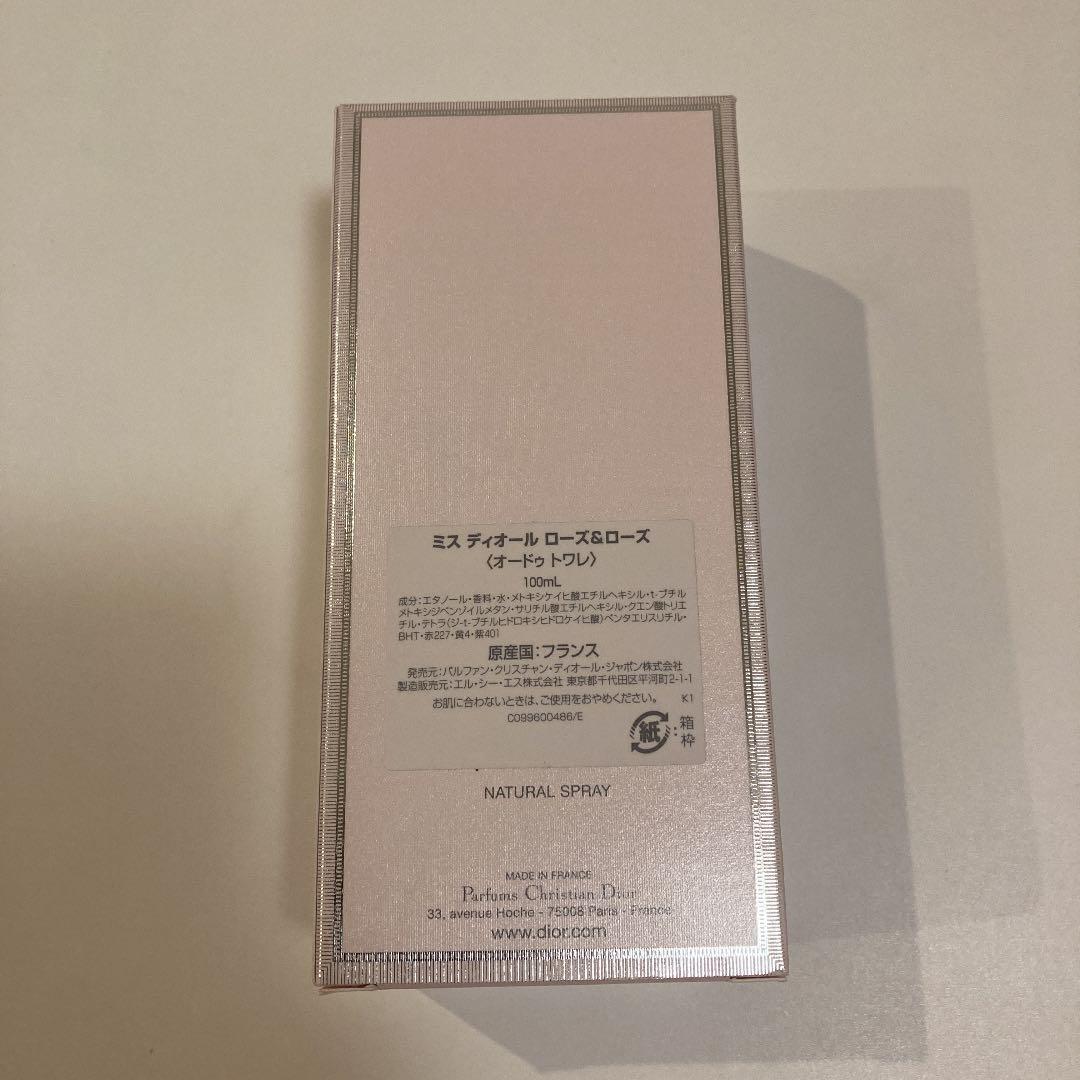 ミス ディオール ローズ&ローズ
〈オードゥ トワレ〉
100mL
成分:エタノール・香料・水・メトキシケイヒ酸エチルヘキシル・t-ブチル
メトキシジベンゾイルメタン・サリチル酸エチルヘキシル・クエン酸トリエ
チル・テトラ(ジ-t-ブチルヒドロキシヒドロケイヒ酸)ペンタエリスリチル・
BHT・赤227・黄4・紫401
原産国:フランス
発売元:パルファン・クリスチャン・ディオール・ジャポン株式会社
製造販売元:エル・シー・エス株式会社 東京都千代田区平河町2-1-1
お肌に合わないときは、ご使用をおやめください。 K1
C099600486/E
紙:箱
枠
NATURAL SPRAY
MADE IN FRANCE
Parfums Christian Dior
33, avenue Hoche - 75008 Paris - France
www.dior.com